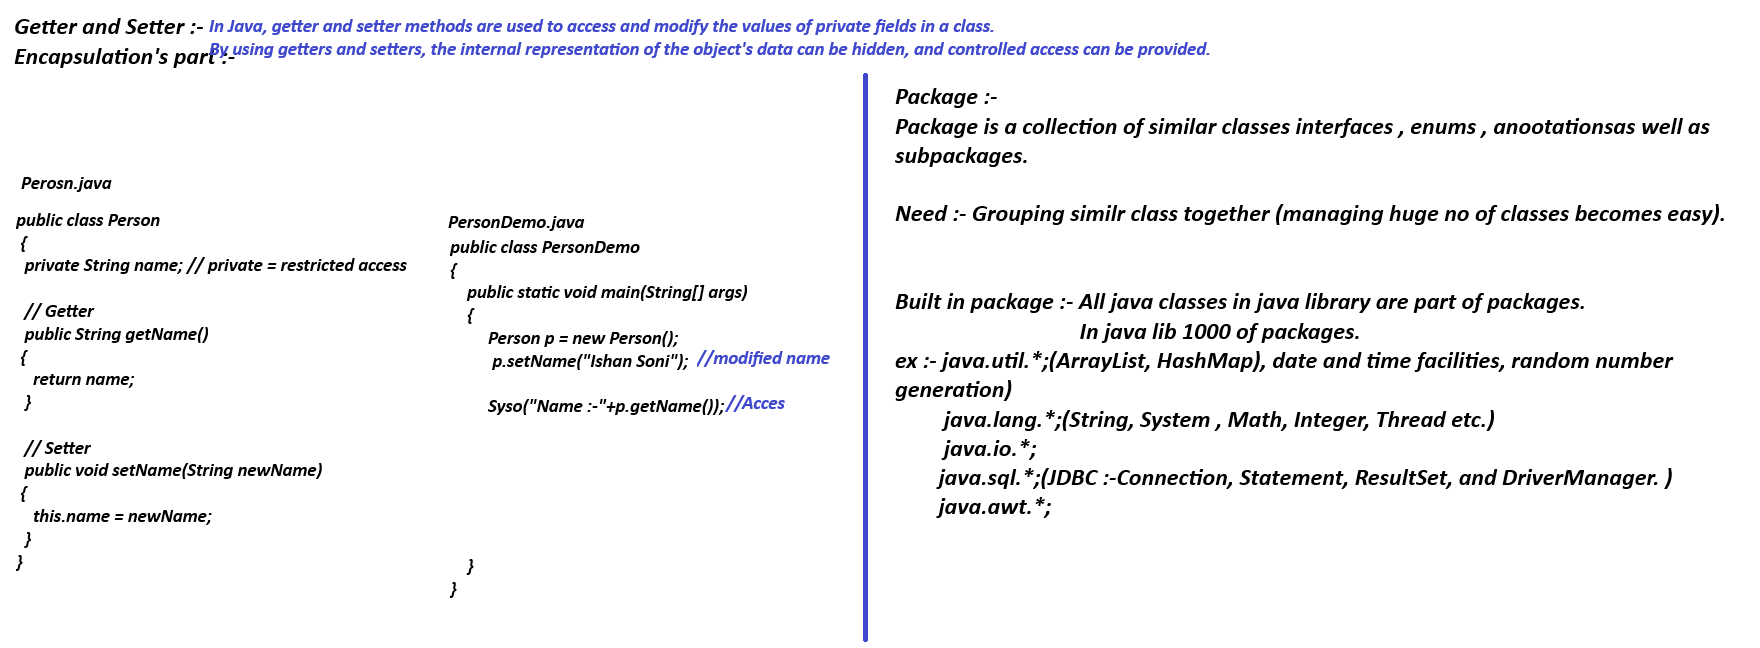 Getter and Setter :- In Java, getter and setter methods are used to access and modify the values of private fields in a class.
Encapsulation's part :- By using getters and setters, the internal representation of the object's data can be hidden, and controlled access can be provided.
Perosn.java
public class Person
{
private String name; // private = restricted access
// Getter
public String getName()
{
return name;
}
// Setter
public void setName(String newName)
{
this.name = newName;
}
}
PersonDemo.java
public class PersonDemo
{
public static void main(String[] args)
{
Person p = new Person();
p.setName("Ishan Soni"); //modified name
Syso("Name :-"+p.getName()); //Acces
}
}
Package :-
Package is a collection of similar classes interfaces , enums , anootationsas well as
subpackages.
Need :- Grouping similr class together (managing huge no of classes becomes easy).
Built in package :- All java classes in java library are part of packages.
In java lib 1000 of packages.
ex :- java.util.*;(ArrayList, HashMap), date and time facilities, random number
generation)
java.lang.*;(String, System , Math, Integer, Thread etc.)
java.io.*;
java.sql.*;(JDBC :-Connection, Statement, ResultSet, and DriverManager. )
java.awt.*;